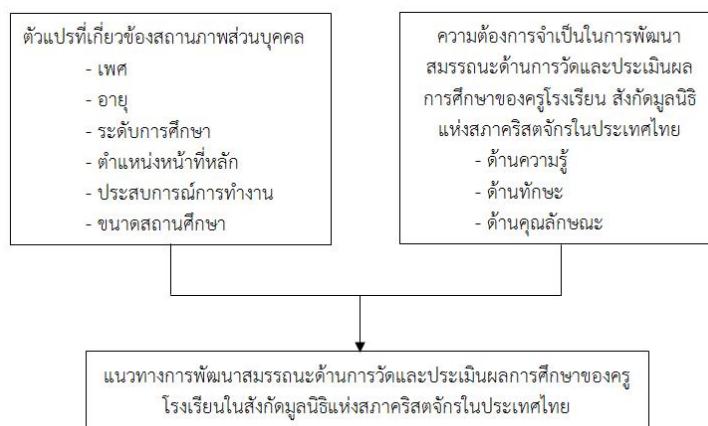 ตัวแปรที่เกี่ยวข้องสถานภาพส่วนบุคคล
- เพศ
- อายุ
- ระดับการศึกษา
- ตำแหน่งหน้าที่หลัก
- ประสบการณ์การทำงาน
- ขนาดสถานศึกษา
ความต้องการจำเป็นในการพัฒนา
สมรรถนะด้านการวัดและประเมินผล
การศึกษาของครูโรงเรียน สังกัดมูลนิธิ
แห่งสภาคริสตจักรในประเทศไทย
- ด้านความรู้
- ด้านทักษะ
- ด้านคุณลักษณะ
แนวทางการพัฒนาสมรรถนะด้านการวัดและประเมินผลการศึกษาของครู
โรงเรียนในสังกัดมูลนิธิแห่งสภาคริสตจักรในประเทศไทย